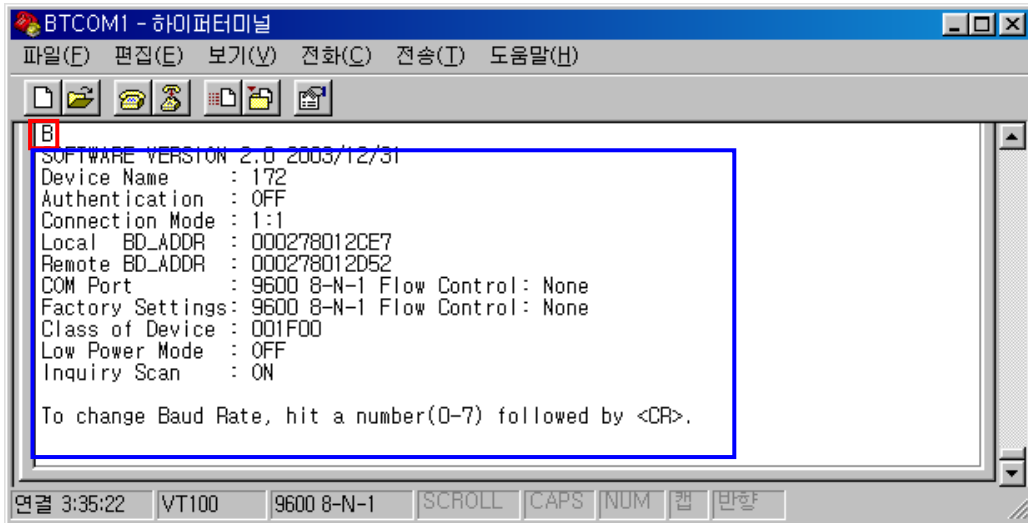 BTCOM1 - 하이퍼터미널
파일(F) 편집(E) 보기(V) 전화(C) 전송(T) 도움말(H)
B
SOFTWARE VERSION 2.0 2003/12/31
Device Name : 172
Authentication : OFF
Connection Mode : 1:1
Local BD_ADDR : 000278012CE7
Remote BD_ADDR : 000278012D52
COM Port : 9600 8-N-1 Flow Control: None
Factory Settings: 9600 8-N-1 Flow Control: None
Class of Device : 001F00
Low Power Mode : OFF
Inquiry Scan : ON
To change Baud Rate, hit a number(0-7) followed by <CR>.
연결 3:35:22 VT100 9600 8-N-1 SCROLL CAPS NUM 캡 반향